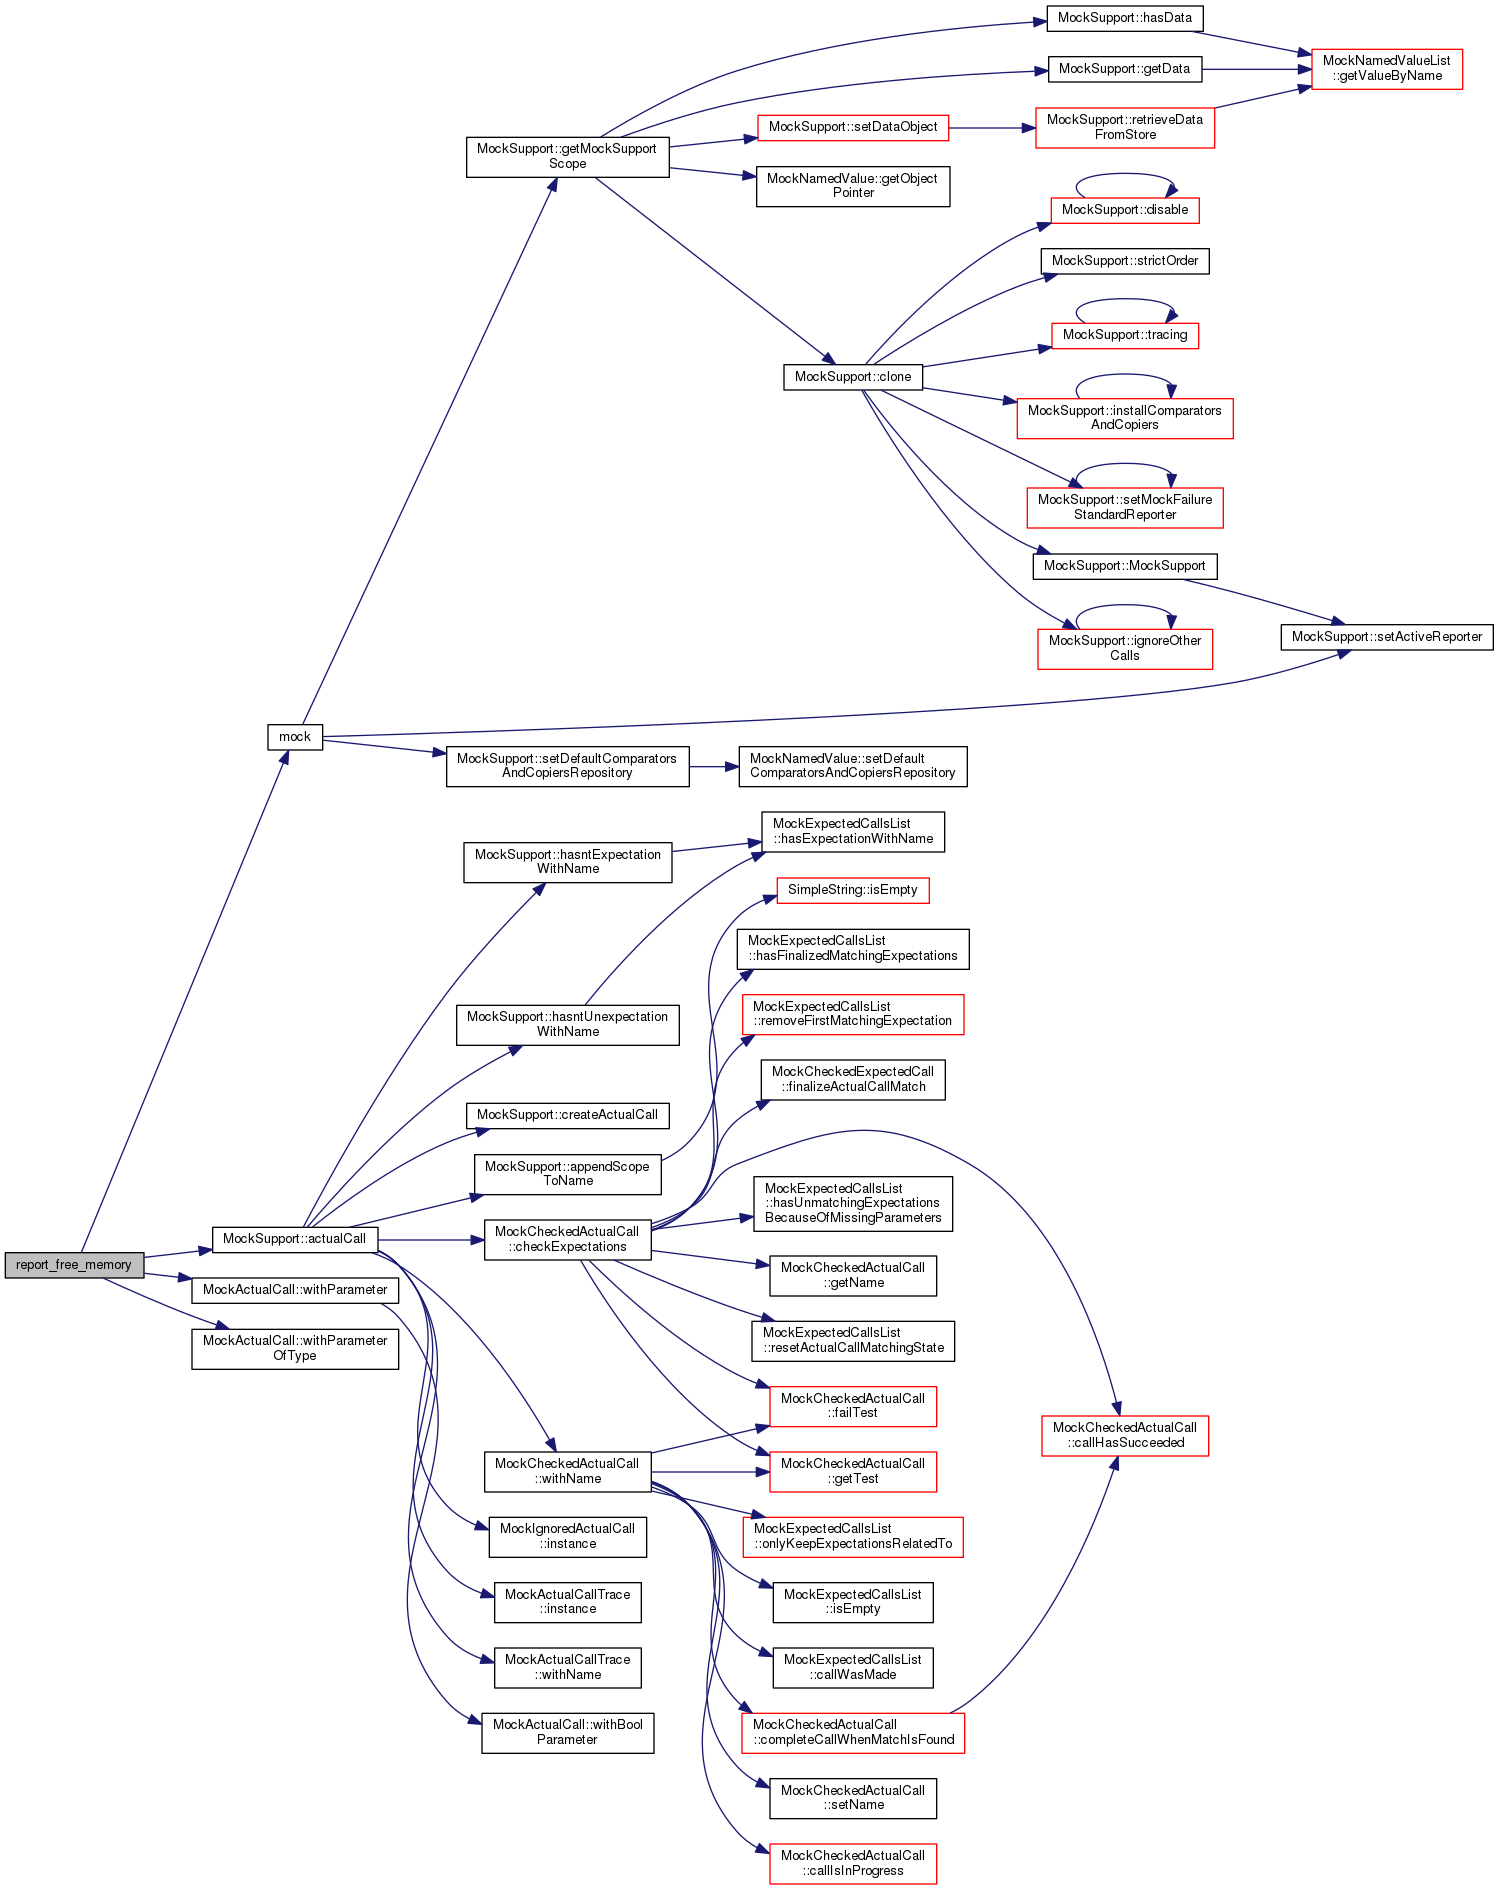 MockSupport::hasData
MockNamedValueList
::getValueByName
MockSupport::getData
MockSupport::setDataObject
MockSupport::retrieveData
FromStore
MockSupport::getMockSupport
Scope
MockNamedValue::getObject
Pointer
MockSupport::disable
MockSupport::strictOrder
MockSupport::tracing
MockSupport::clone
MockSupport::installComparators
AndCopiers
MockSupport::setMockFailure
StandardReporter
MockSupport::MockSupport
MockSupport::ignoreOther
Calls
MockSupport::setActiveReporter
mock
MockSupport::setDefaultComparators
AndCopiersRepository
MockNamedValue::setDefault
ComparatorsAndCopiersRepository
MockExpectedCallsList
::hasExpectationWithName
MockSupport::hasntExpectation
WithName
SimpleString::isEmpty
MockExpectedCallsList
::hasFinalizedMatchingExpectations
MockSupport::hasntUnexpectation
WithName
MockExpectedCallsList
::removeFirstMatchingExpectation
MockCheckedExpectedCall
::finalizeActualCallMatch
MockSupport::createActualCall
MockSupport::appendScope
ToName
MockExpectedCallsList
::hasUnmatchingExpectations
BecauseOfMissingParameters
MockSupport::actualCall
MockCheckedActualCall
::checkExpectations
report_free_memory
MockCheckedActualCall
::getName
MockActualCall::withParameter
MockActualCall::withParameter
OfType
MockExpectedCallsList
::resetActualCallMatchingState
MockCheckedActualCall
::failTest
MockCheckedActualCall
::callHasSucceeded
MockCheckedActualCall
::withName
MockCheckedActualCall
::getTest
MockIgnoredActualCall
::instance
MockExpectedCallsList
::onlyKeepExpectationsRelatedTo
MockActualCallTrace
::instance
MockExpectedCallsList
::isEmpty
MockActualCallTrace
::withName
MockExpectedCallsList
::callWasMade
MockActualCall::withBool
Parameter
MockCheckedActualCall
::completeCallWhenMatchIsFound
MockCheckedActualCall
::setName
MockCheckedActualCall
::callIsInProgress